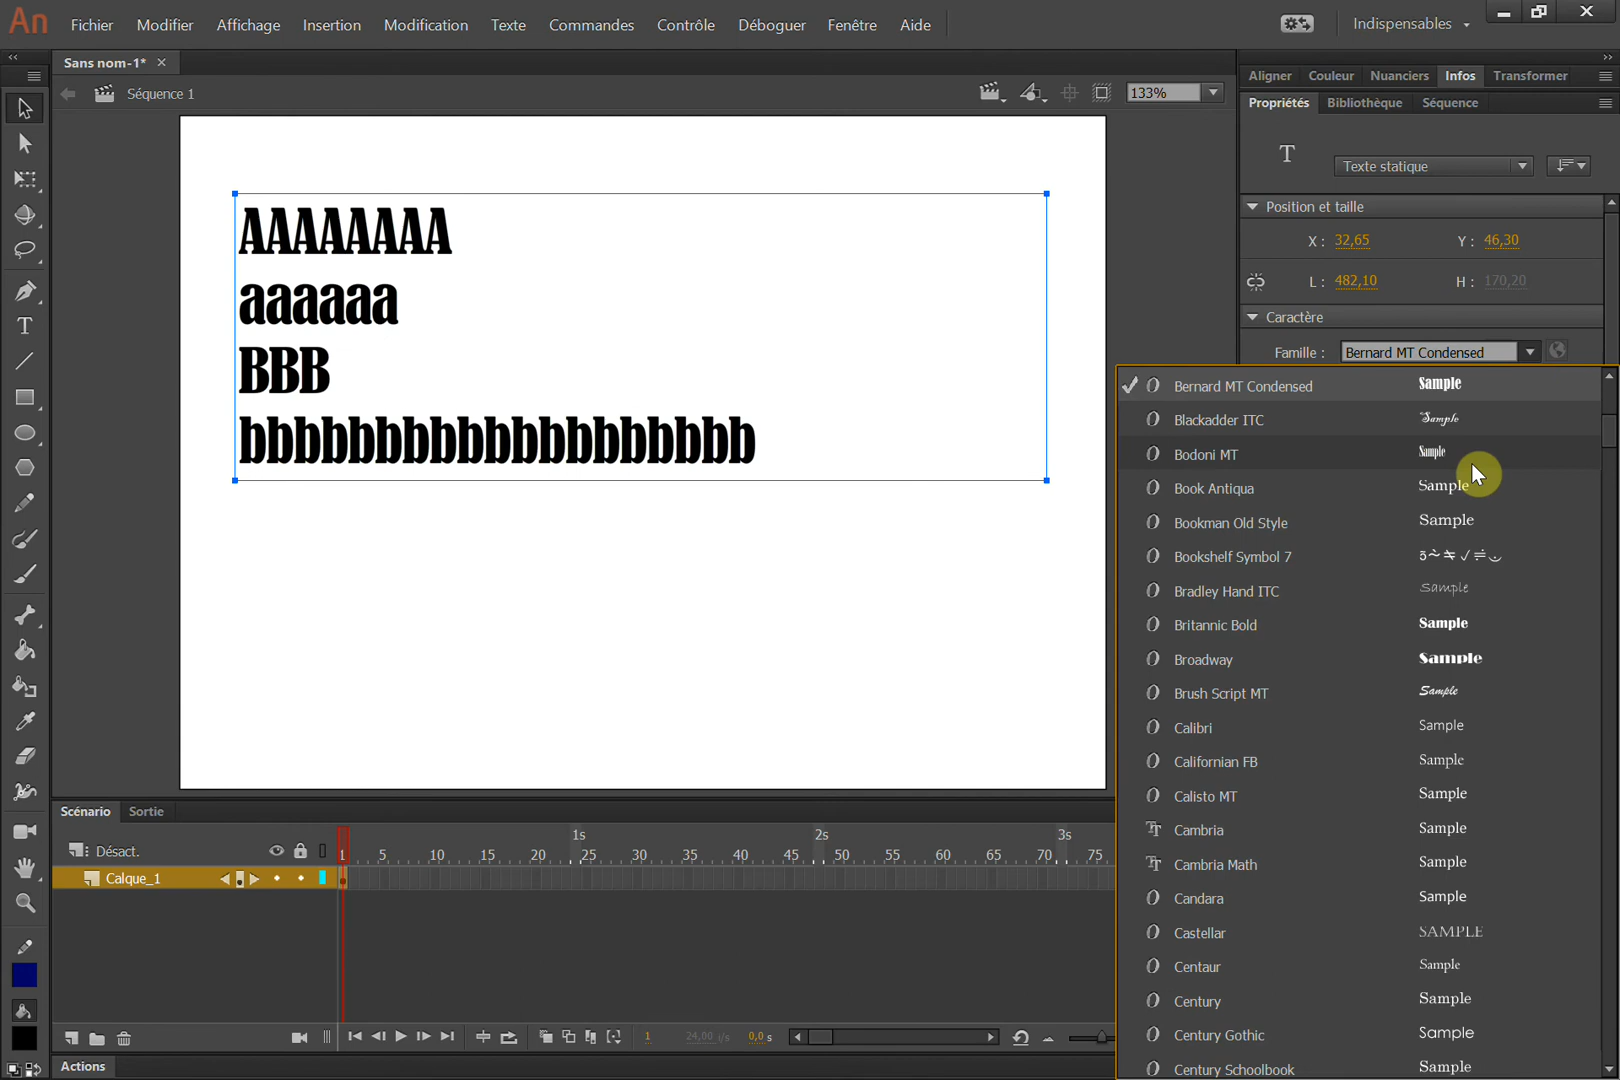 An Fichier Modifier Affichage Insertion Modification Texte Commandes Contrôle Déboguer Fenêtre Aide Indispensables
Sans nom-1*
Séquence 1
133%
Aligner Couleur Nuanciers Infos Transformer
Propriétés Bibliothèque Séquence
T Texte statique
Position et taille
X : 32,65 Y : 46,30
L : 482,10 H : 170,20
Caractère
Famille : Bernard MT Condensed
AAAAAAAA
aaaaaa
BBB
bbbbbbbbbbbbbbbbbbb
Bernard MT Condensed Sample
Blackadder ITC Sample
Bodoni MT Sample
Book Antiqua Sample
Bookman Old Style Sample
Bookshelf Symbol 7
Bradley Hand ITC Sample
Britannic Bold Sample
Broadway Sample
Brush Script MT Sample
Calibri Sample
Californian FB Sample
Calisto MT Sample
Cambria Sample
Cambria Math Sample
Candara Sample
Castellar SAMPLE
Centaur Sample
Century Sample
Century Gothic Sample
Century Schoolbook Sample
Scénario Sortie
1s 2s 3s
Désact. 1 5 10 15 20 25 30 35 40 45 50 55 60 65 70 75
Calque_1
1 24,00 i/s 0,0 s
Actions